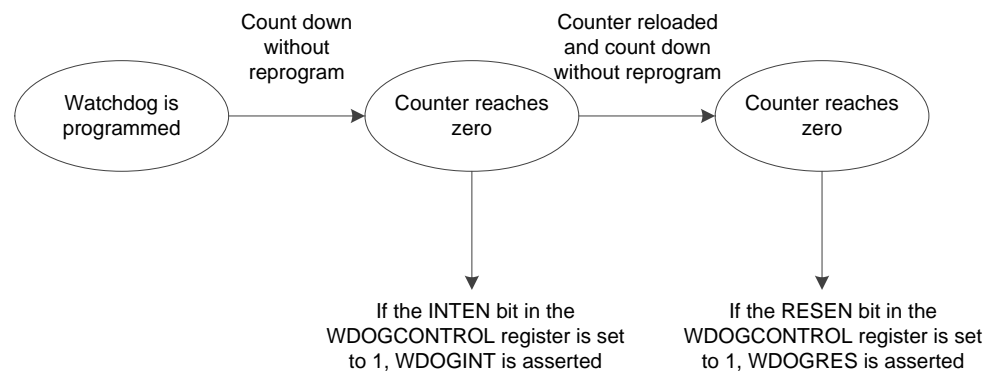 Count down
without
reprogram
Counter reloaded
and count down
without reprogram
Watchdog is
programmed
Counter reaches
zero
Counter reaches
zero
If the INTEN bit in the
WDOGCONTROL register is set
to 1, WDOGINT is asserted
If the RESEN bit in the
WDOGCONTROL register is set
to 1, WDOGRES is asserted